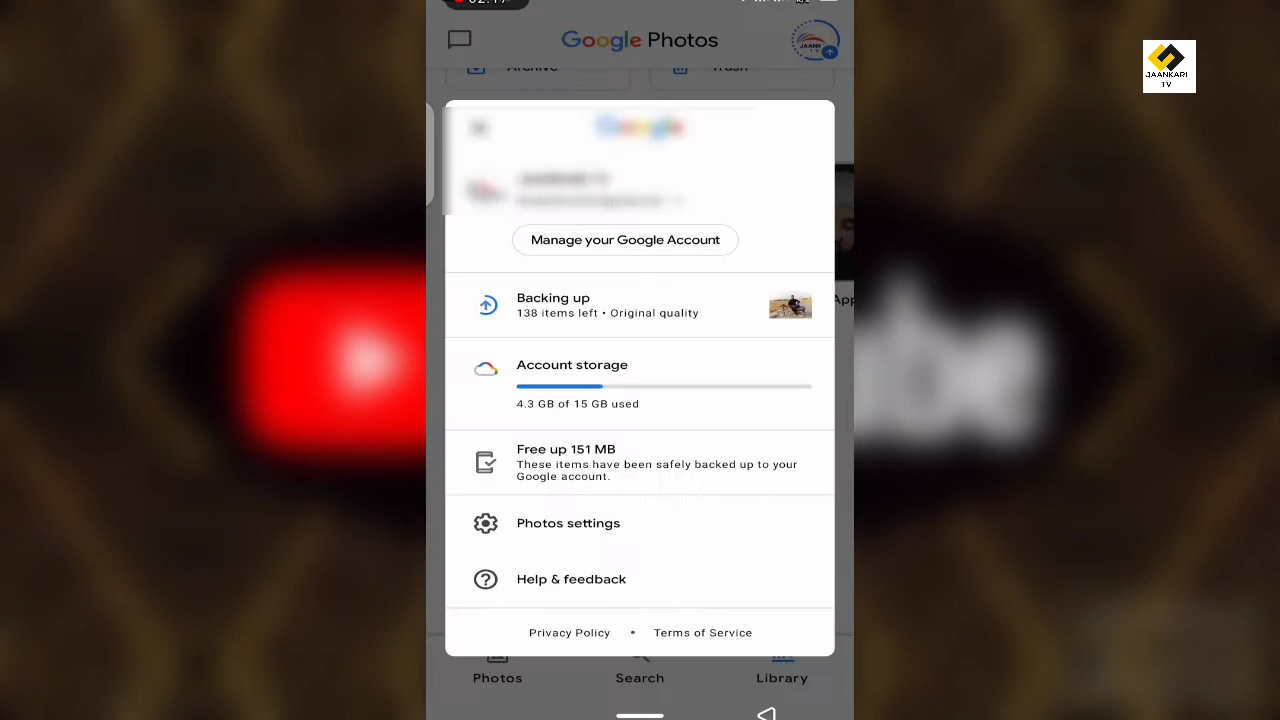 Google Photos
JAANKARI
TV
Manage your Google Account
Backing up
138 items left • Original quality
Account storage
4.3 GB of 15 GB used
Free up 151 MB
These items have been safely backed up to your
Google account.
Photos settings
Help & feedback
Privacy Policy • Terms of Service
Photos
Search
Library